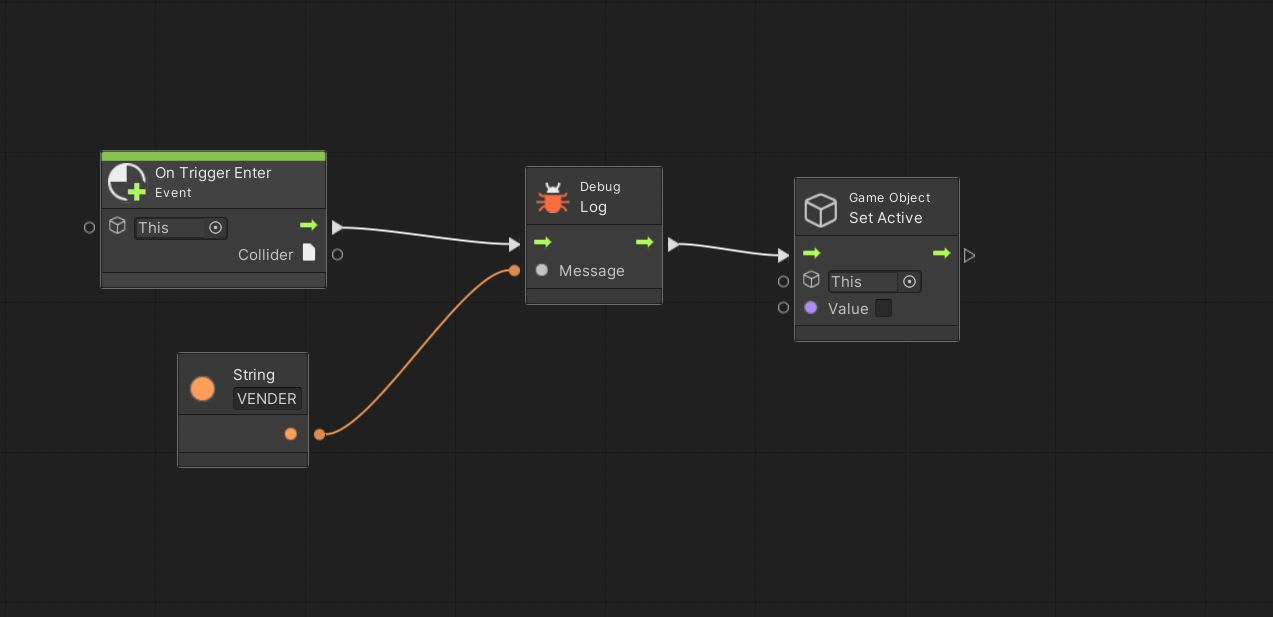 On Trigger Enter
Event
This
Collider
String
VENDER
Debug
Log
Message
Game Object
Set Active
This
Value